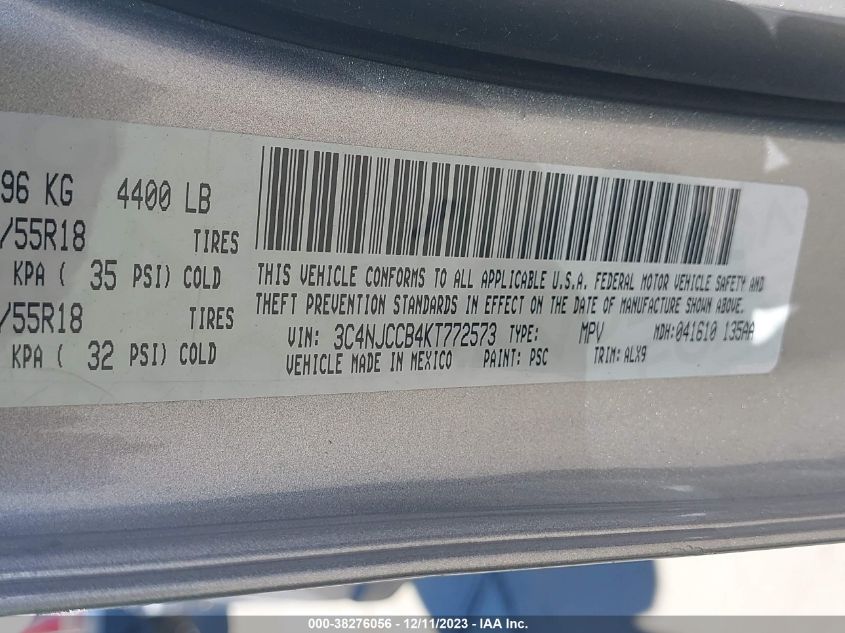 96 KG 4400 LB
/55R18 TIRES
KPA ( 35 PSI) COLD
/55R18 TIRES
KPA ( 32 PSI) COLD
THIS VEHICLE CONFORMS TO ALL APPLICABLE U.S.A. FEDERAL MOTOR VEHICLE SAFETY AND
THEFT PREVENTION STANDARDS IN EFFECT ON THE DATE OF MANUFACTURE SHOWN ABOVE.
VIN: 3C4NJCCB4KT772573 TYPE: MPV MDH:041610 135AA
VEHICLE MADE IN MEXICO PAINT: PSC TRIM: ALX9
000-38276056 - 12/11/2023 - IAA Inc.